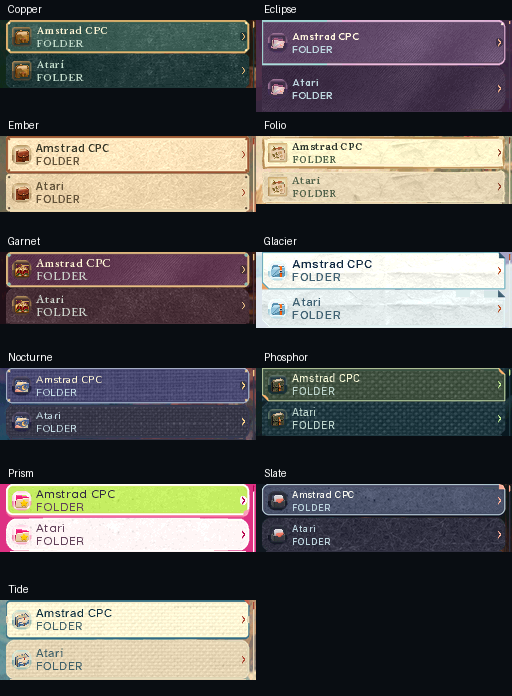 Copper
Amstrad CPC
FOLDER
Atari
FOLDER
Eclipse
Amstrad CPC
FOLDER
Atari
FOLDER
Ember
Amstrad CPC
FOLDER
Atari
FOLDER
Folio
Amstrad CPC
FOLDER
Atari
FOLDER
Garnet
Amstrad CPC
FOLDER
Atari
FOLDER
Glacier
Amstrad CPC
FOLDER
Atari
FOLDER
Nocturne
Amstrad CPC
FOLDER
Atari
FOLDER
Phosphor
Amstrad CPC
FOLDER
Atari
FOLDER
Prism
Amstrad CPC
FOLDER
Atari
FOLDER
Slate
Amstrad CPC
FOLDER
Atari
FOLDER
Tide
Amstrad CPC
FOLDER
Atari
FOLDER